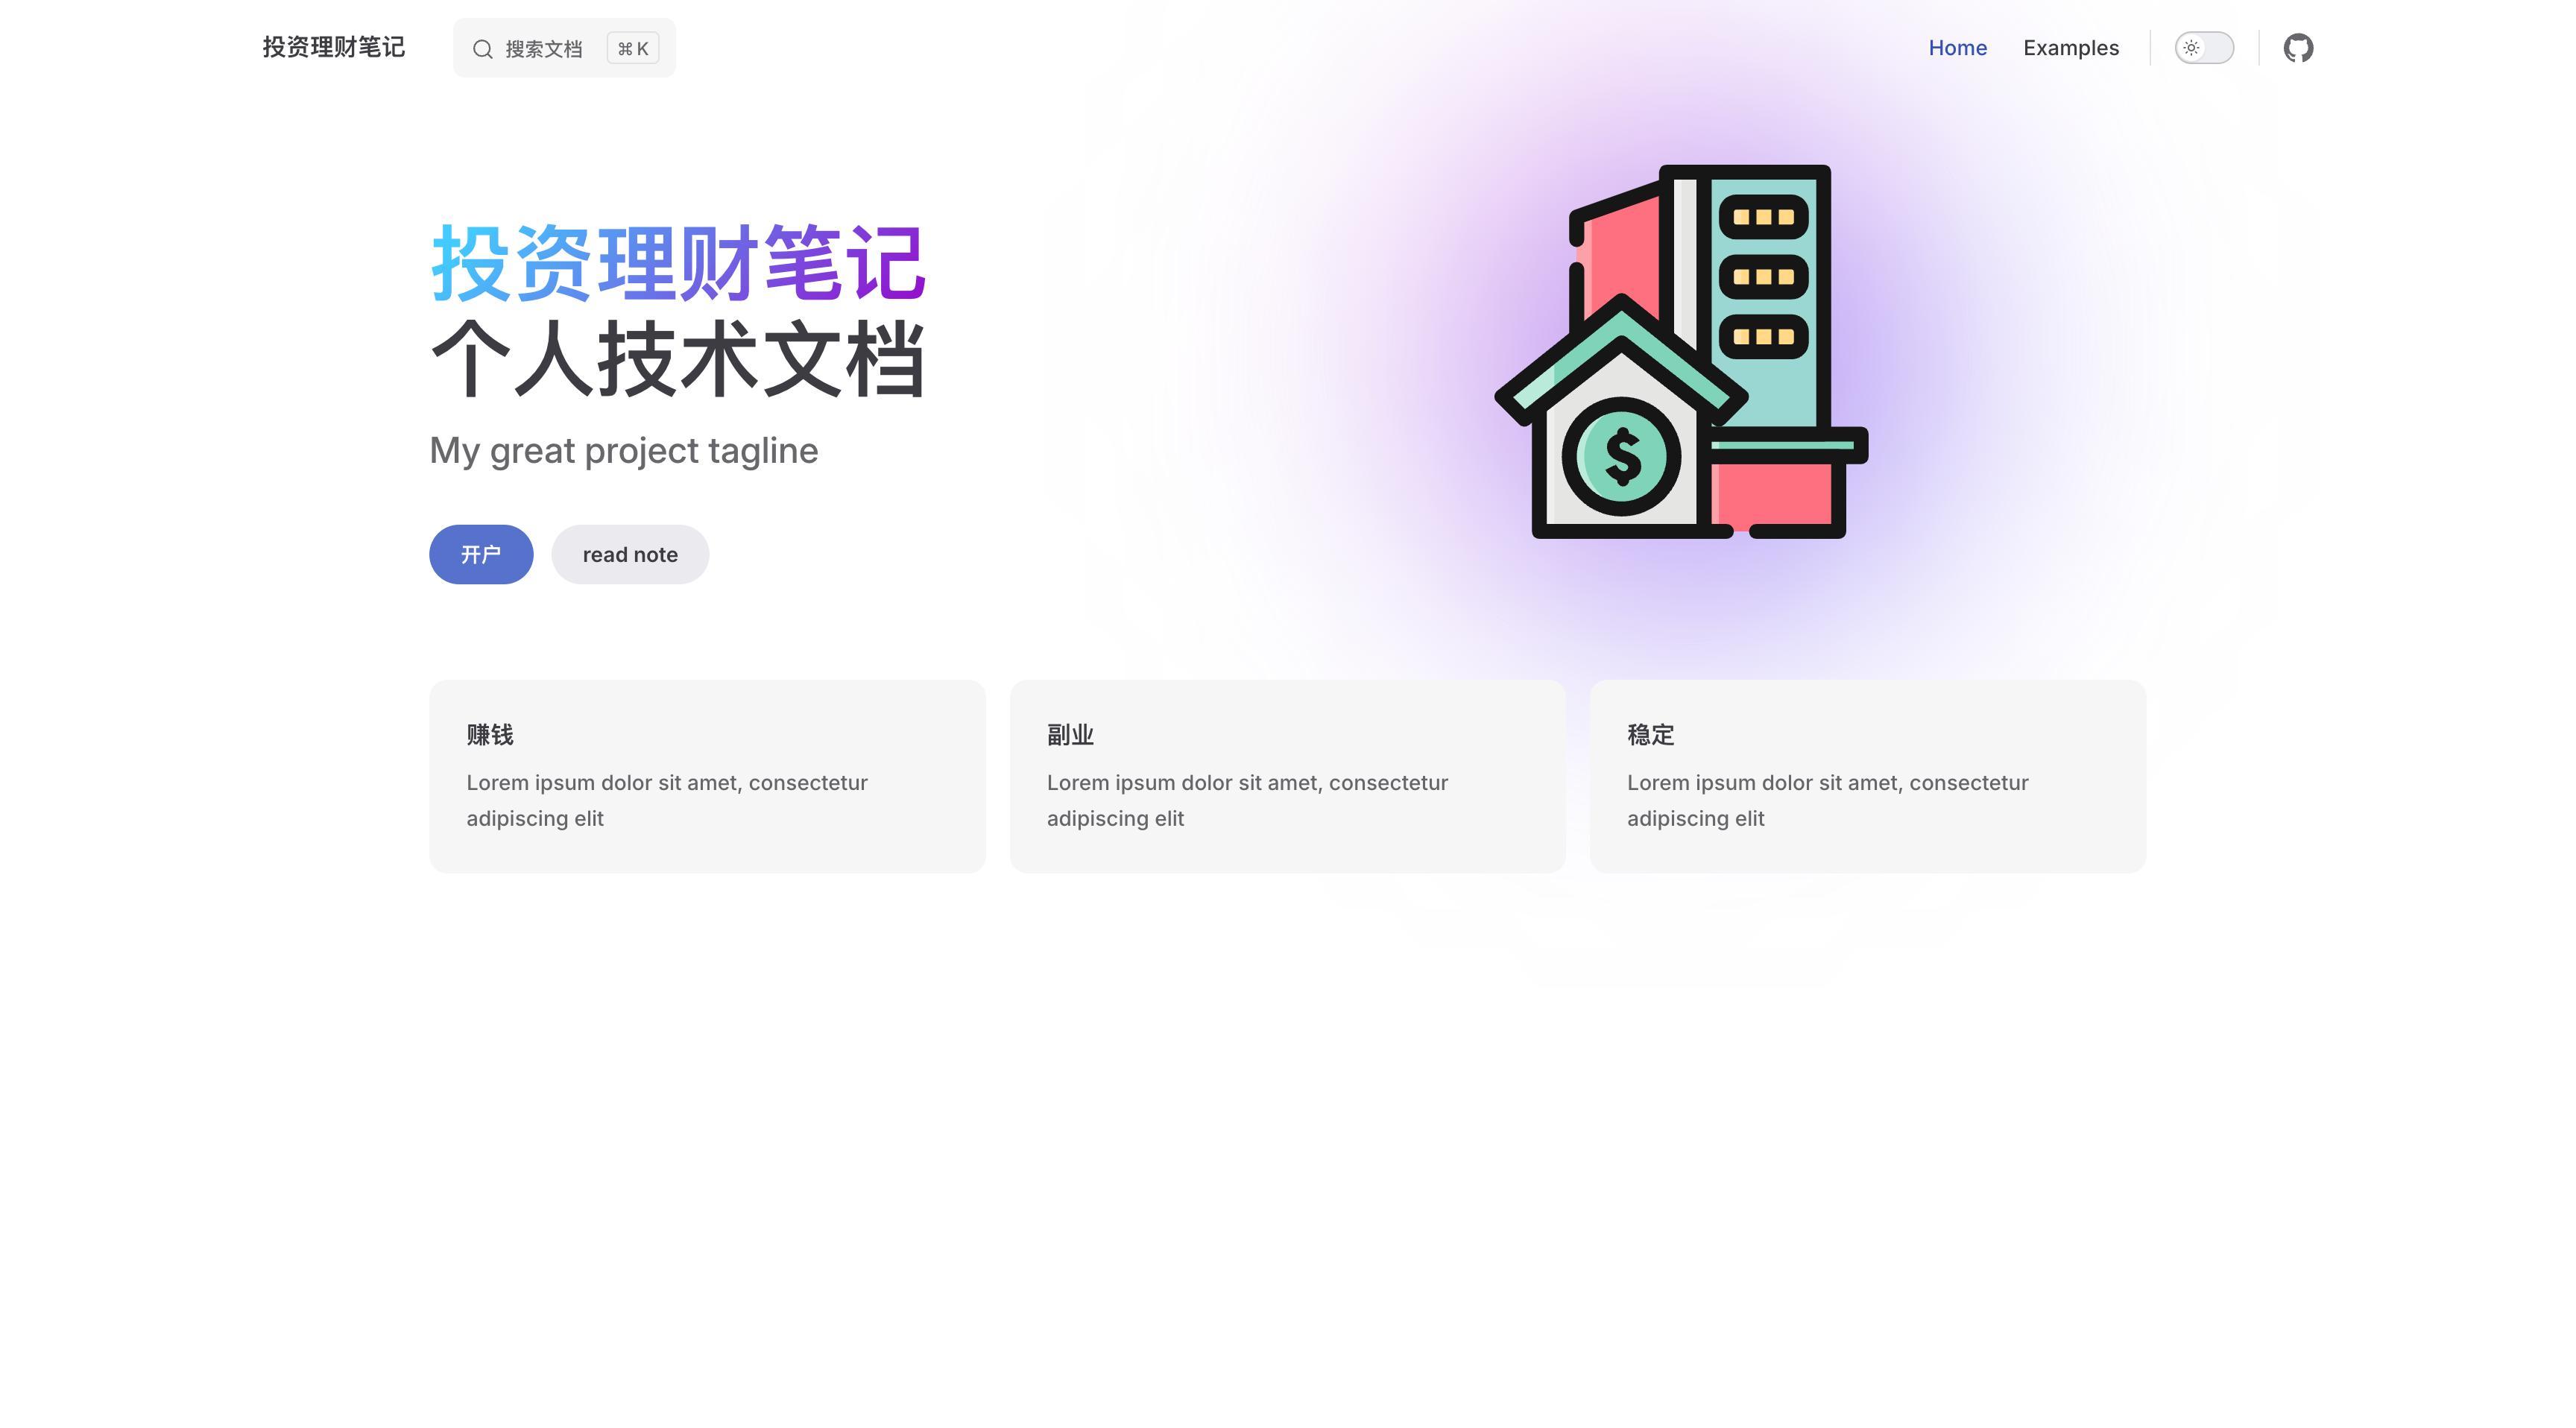 投资理财笔记
搜索文档 ⌘ K
Home Examples
投资理财笔记
个人技术文档
My great project tagline
开户 read note
$
赚钱
Lorem ipsum dolor sit amet, consectetur
adipiscing elit
副业
Lorem ipsum dolor sit amet, consectetur
adipiscing elit
稳定
Lorem ipsum dolor sit amet, consectetur
adipiscing elit